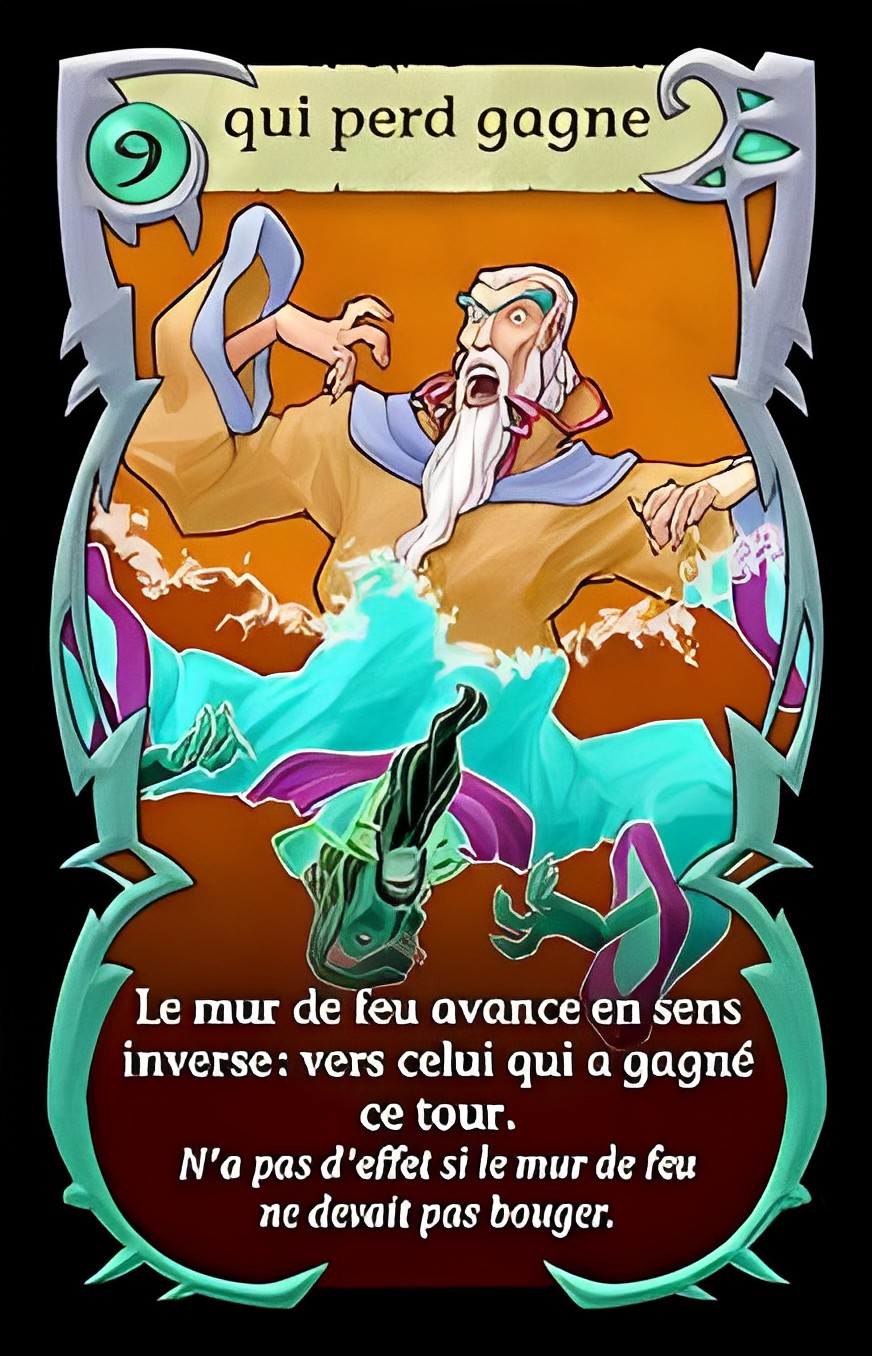 9
qui perd gagne
Le mur de feu avance en sens
inverse: vers celui qui a gagné
ce tour.
N'a pas d'effet si le mur de feu
ne devait pas bouger.